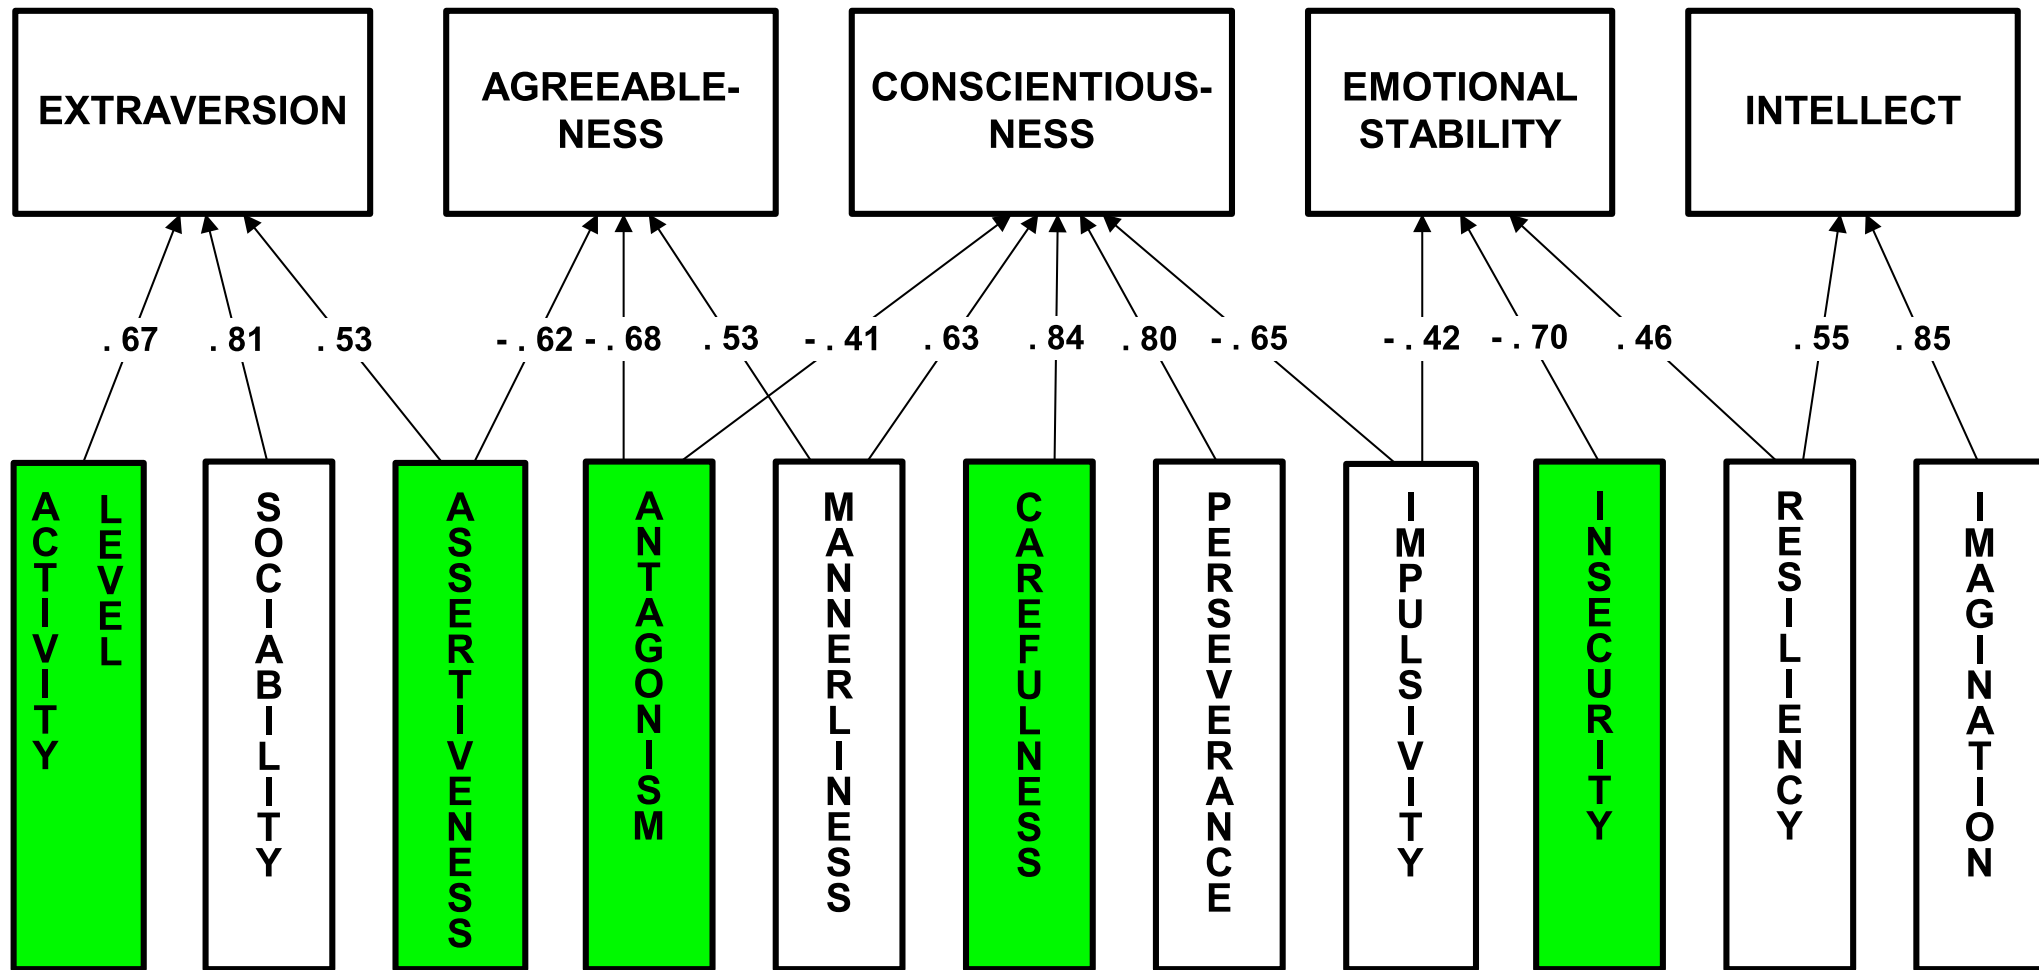 EXTRAVERSION
AGREEABLE-
NESS
CONSCIENTIOUS-
NESS
EMOTIONAL
STABILITY
INTELLECT
. 67
. 81
. 53
- . 62
- . 68
. 53
- . 41
. 63
. 84
. 80
- . 65
- . 42
- . 70
. 46
. 55
. 85
ACTIVITY
LEVEL
SOCIABILITY
ASSERTIVENESS
ANTAGONISM
MANNERLINESS
CAREFULNESS
PERSEVERANCE
IMPULSIVITY
INSECURITY
RESILIENCY
IMAGINATION